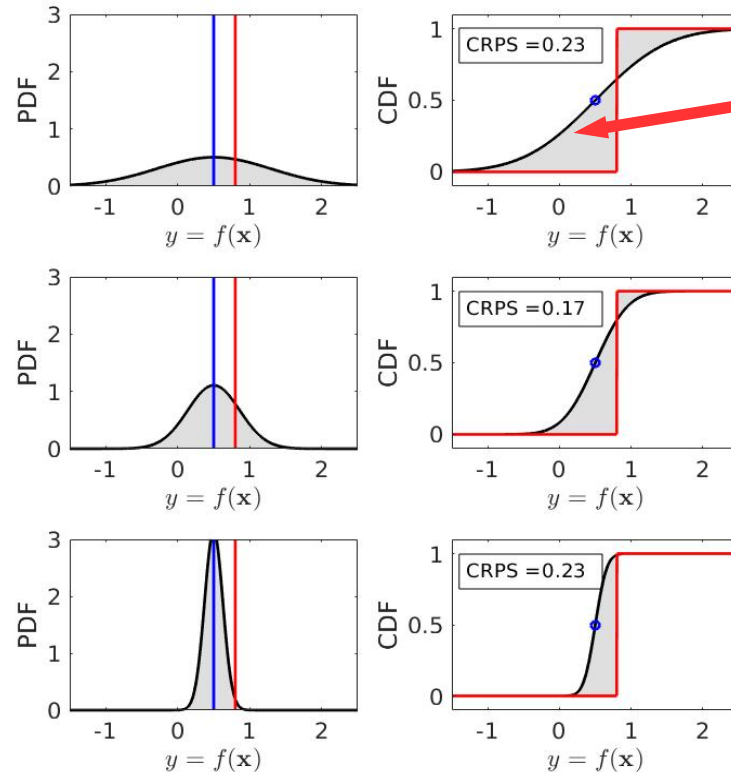 3
2
1
0
PDF
-1 0 1 2
y = f(x)
1
0.5
0
CDF
CRPS =0.23
-1 0 1 2
y = f(x)
3
2
1
0
PDF
-1 0 1 2
y = f(x)
1
0.5
0
CDF
CRPS =0.17
-1 0 1 2
y = f(x)
3
2
1
0
PDF
-1 0 1 2
y = f(x)
1
0.5
0
CDF
CRPS =0.23
-1 0 1 2
y = f(x)